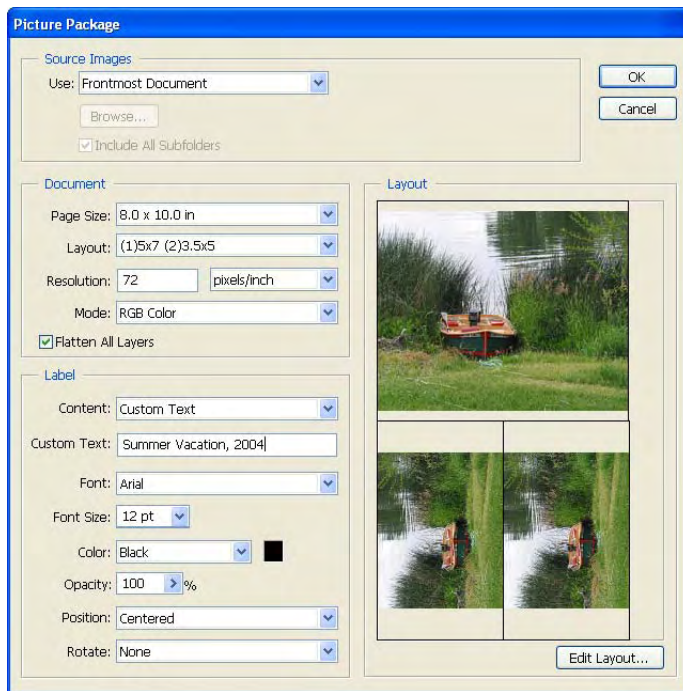 Picture Package
Source Images
Use: Frontmost Document
Browse...
Include All Subfolders
OK
Cancel
Document
Page Size: 8.0 x 10.0 in
Layout: (1)5x7 (2)3.5x5
Resolution: 72 pixels/inch
Mode: RGB Color
Flatten All Layers
Label
Content: Custom Text
Custom Text: Summer Vacation, 2004
Font: Arial
Font Size: 12 pt
Color: Black
Opacity: 100 %
Position: Centered
Rotate: None
Layout
Edit Layout...